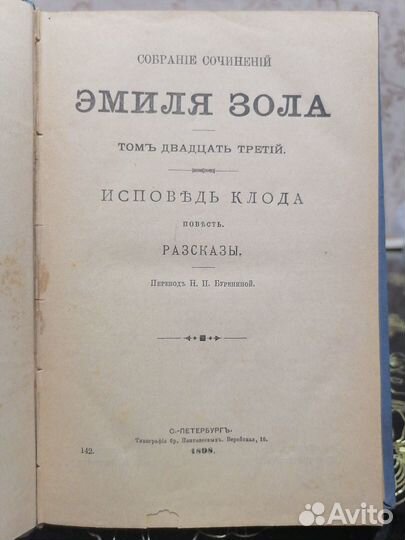 СОБРАНІЕ СОЧИНЕНІЙ
ЭМИЛЯ ЗОЛА
ТОМЪ ДВАДЦАТЬ ТРЕТІЙ.
ИСПОВѢДЬ КЛОДА
ПОВѢСТЬ.
РАЗСКАЗЫ.
Переводъ Н. П. Бурениной.
С.-ПЕТЕРБУРГЪ.
Типографія бр. Пантелеевыхъ. Верейская, 16.
142.
1898.
Avito